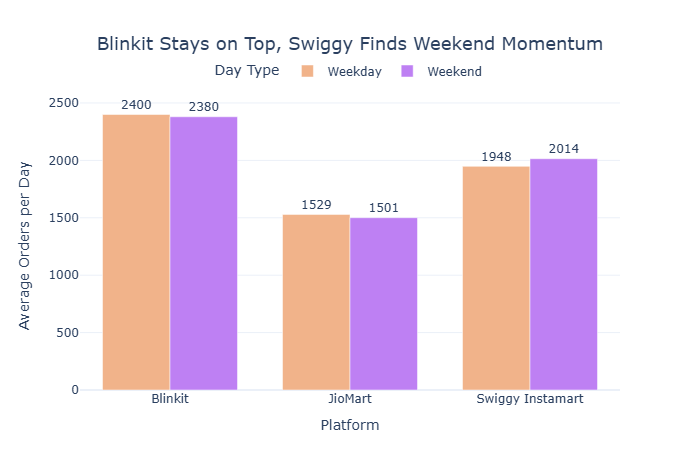 Blinkit Stays on Top, Swiggy Finds Weekend Momentum
Day Type Weekday Weekend
2500
2000
1500
1000
500
0
Average Orders per Day
2400 2380
1529 1501
1948 2014
Blinkit JioMart Swiggy Instamart
Platform